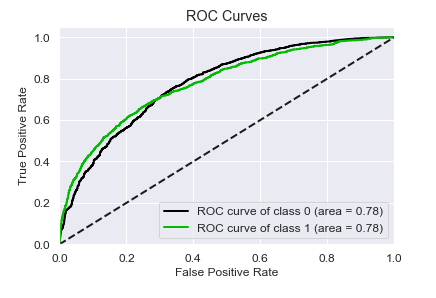 ROC Curves
True Positive Rate
1.0
0.8
0.6
0.4
0.2
0.0
ROC curve of class 0 (area = 0.78)
ROC curve of class 1 (area = 0.78)
0.0 0.2 0.4 0.6 0.8 1.0
False Positive Rate